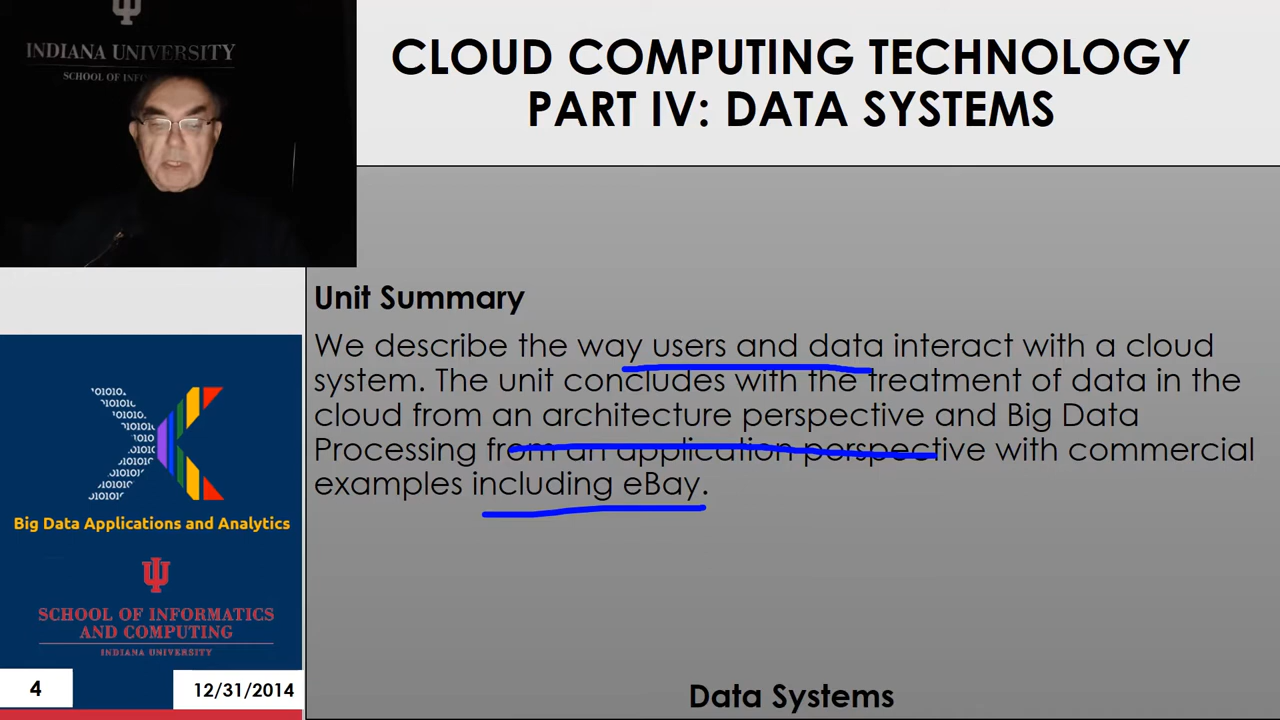 INDIANA UNIVERSITY
CLOUD COMPUTING TECHNOLOGY
PART IV: DATA SYSTEMS
Unit Summary
We describe the way users and data interact with a cloud
system. The unit concludes with the treatment of data in the
cloud from an architecture perspective and Big Data
Processing from an application perspective with commercial
examples including eBay.
Big Data Applications and Analytics
SCHOOL OF INFORMATICS
AND COMPUTING
INDIANA UNIVERSITY
4
12/31/2014
Data Systems